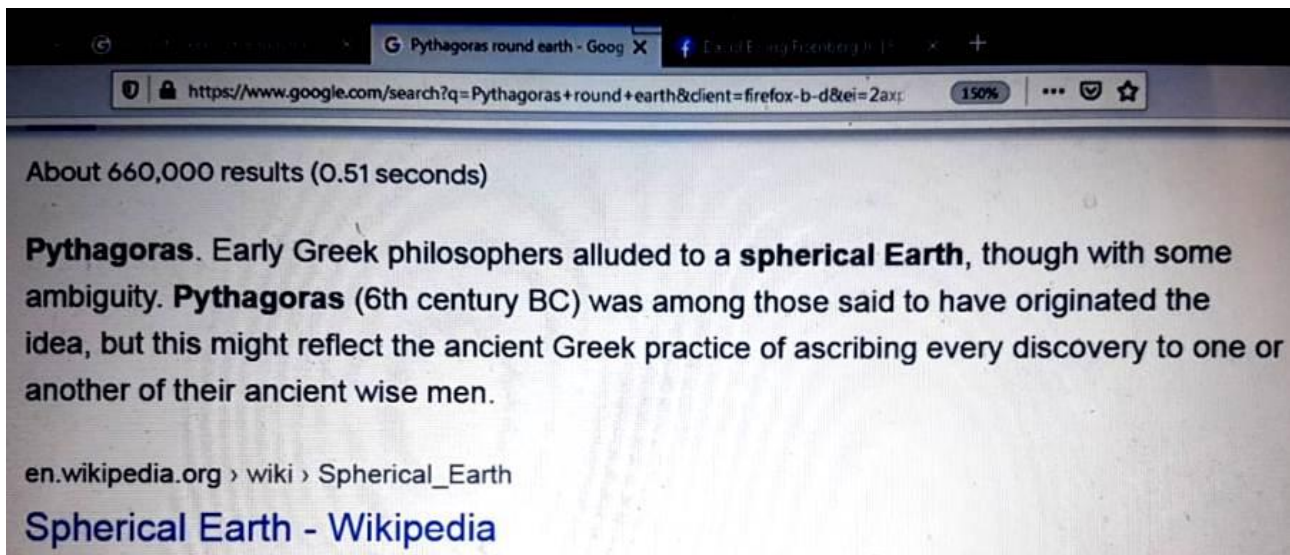 Pythagoras round earth - Goog
https://www.google.com/search?q=Pythagoras+round+earth&client=firefox-b-d&ei=2axp
150%
About 660,000 results (0.51 seconds)
Pythagoras. Early Greek philosophers alluded to a spherical Earth, though with some
ambiguity. Pythagoras (6th century BC) was among those said to have originated the
idea, but this might reflect the ancient Greek practice of ascribing every discovery to one or
another of their ancient wise men.
en.wikipedia.org › wiki › Spherical_Earth
Spherical Earth - Wikipedia